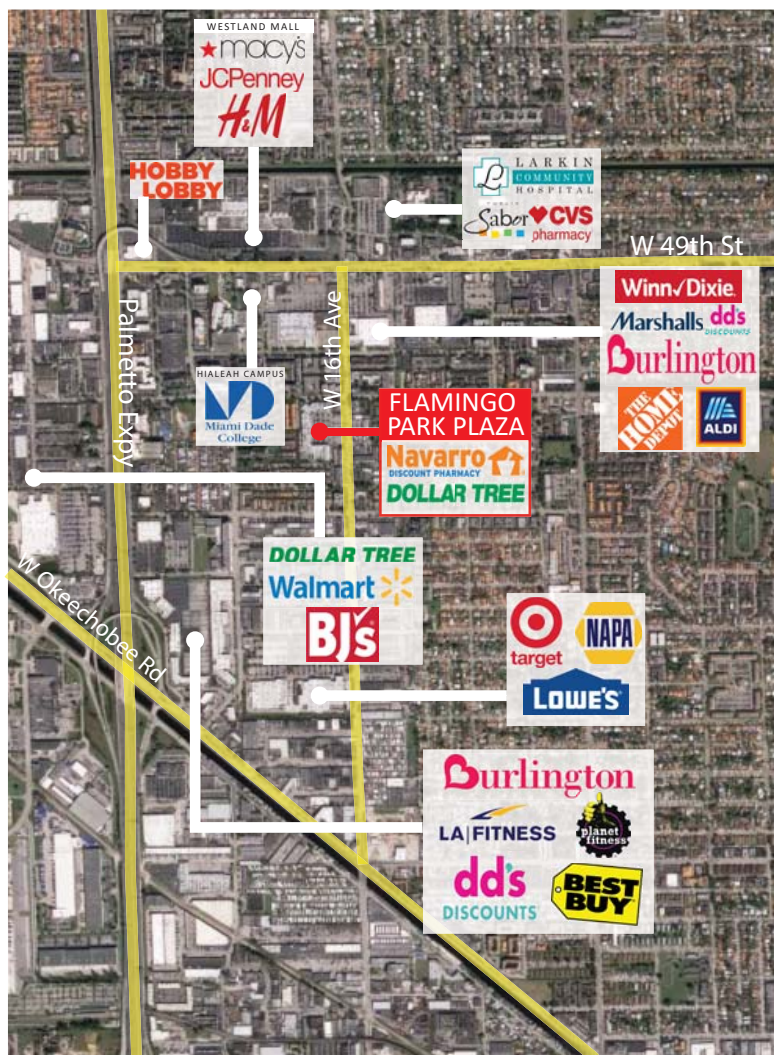 WESTLAND MALL
macy's
JCPenney
H&M
HOBBY
LOBBY
L
LARKIN
COMMUNITY
HOSPITAL
PUBLIX
Sabor
CVS
pharmacy
W 49th St
Palmetto Expy
W 16th Ave
Winn Dixie
Marshalls
dd's
DISCOUNTS
Burlington
THE
HOME
DEPOT
ALDI
HIALEAH CAMPUS
MD
Miami Dade
College
FLAMINGO
PARK PLAZA
Navarro
DISCOUNT PHARMACY
DOLLAR TREE
DOLLAR TREE
Walmart
BJ's
W Okeechobee Rd
target
NAPA
LOWE'S
Burlington
LA|FITNESS
planet
fitness
dd's
DISCOUNTS
BEST
BUY